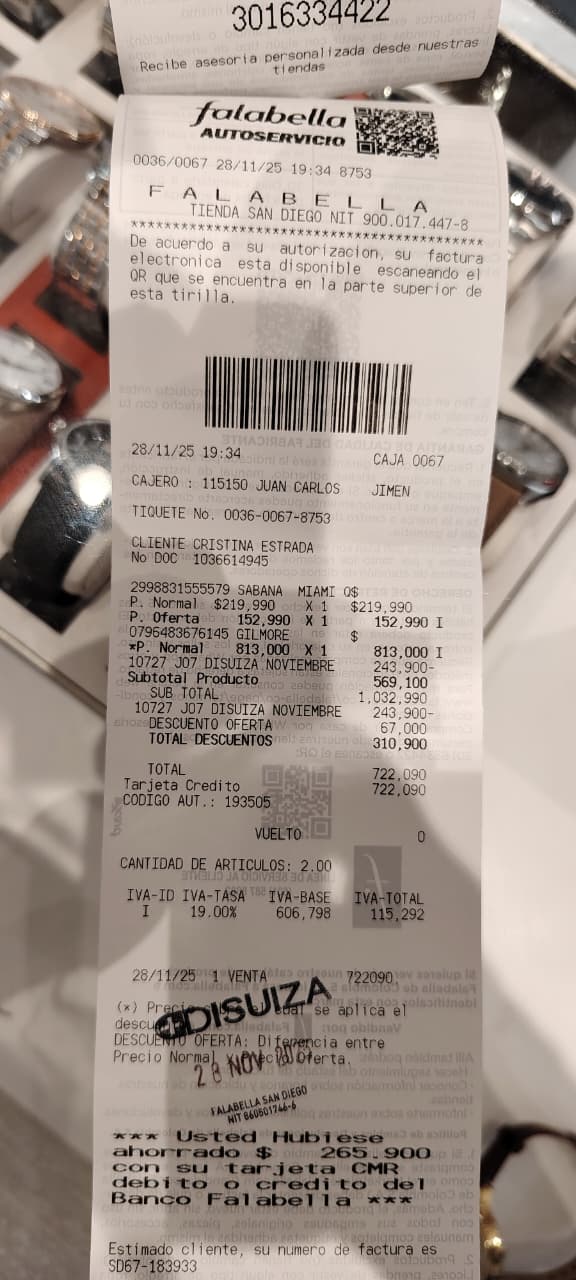 3016334422
Recibe asesoria personalizada desde nuestras
tiendas
falabella
AUTOSERVICIO
0036/0067 28/11/25 19:34 8753
F A L A B E L L A
TIENDA SAN DIEGO NIT 900.017.447-8
******************************************
De acuerdo a su autorizacion, su factura
electronica esta disponible escaneando el
QR que se encuentra en la parte superior de
esta tirilla.
28/11/25 19:34 CAJA 0067
CAJERO : 115150 JUAN CARLOS JIMEN
TIQUETE No. 0036-0067-8753
CLIENTE CRISTINA ESTRADA
No DOC 1036614945
2998831555579 SABANA MIAMI Q$
P. Normal $219,990 X 1 $219,990
P. Oferta 152,990 X 1 152,990 I
0796483676145 GILMORE $
*P. Normal 813,000 X 1 813,000 I
10727 J07 DISUIZA NOVIEMBRE 243,900-
Subtotal Producto 569,100
SUB TOTAL 1,032,990
10727 J07 DISUIZA NOVIEMBRE 243,900-
DESCUENTO OFERTA 67,000
TOTAL DESCUENTOS 310,900
TOTAL 722,090
Tarjeta Credito 722,090
CODIGO AUT.: 193505
VUELTO 0
CANTIDAD DE ARTICULOS: 2.00
IVA-ID IVA-TASA IVA-BASE IVA-TOTAL
I 19.00% 606,798 115,292
28/11/25 1 VENTA 722090.
(*) Precio se aplica el
DISUIZA
DESCUENTO OFERTA: Diferencia entre
Precio Normal Oferta.
28 NOV
FALABELLA SAN DIEGO
NIT 860501746-6
*** Usted Hubiese
ahorrado $ 265.900
con su tarjeta CMR
debito o credito del
Banco Falabella ***
Estimado cliente, su numero de factura es
SD67-183933